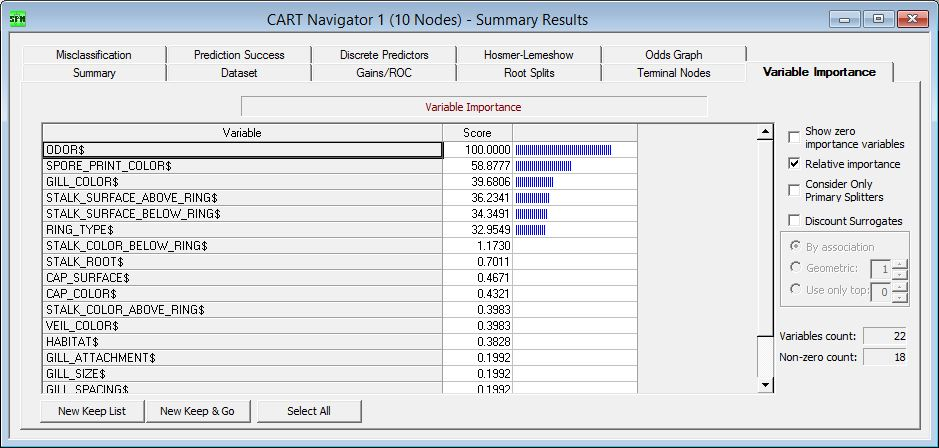 SPM CART Navigator 1 (10 Nodes) - Summary Results
Misclassification Prediction Success Discrete Predictors Hosmer-Lemeshow Odds Graph
Summary Dataset Gains/ROC Root Splits Terminal Nodes Variable Importance
Variable Importance
Variable Score
ODOR$ 100.0000
SPORE_PRINT_COLOR$ 58.8777
GILL_COLOR$ 39.6806
STALK_SURFACE_ABOVE_RING$ 36.2341
STALK_SURFACE_BELOW_RING$ 34.3491
RING_TYPE$ 32.9549
STALK_COLOR_BELOW_RING$ 1.1730
STALK_ROOT$ 0.7011
CAP_SURFACE$ 0.4671
CAP_COLOR$ 0.4321
STALK_COLOR_ABOVE_RING$ 0.3983
VEIL_COLOR$ 0.3983
HABITAT$ 0.3828
GILL_ATTACHMENT$ 0.1992
GILL_SIZE$ 0.1992
GILL_SPACING$ 0.1992
Show zero
importance variables
Relative importance
Consider Only
Primary Splitters
Discount Surrogates
By association
Geometric: 1
Use only top: 0
Variables count: 22
Non-zero count: 18
New Keep List New Keep & Go Select All